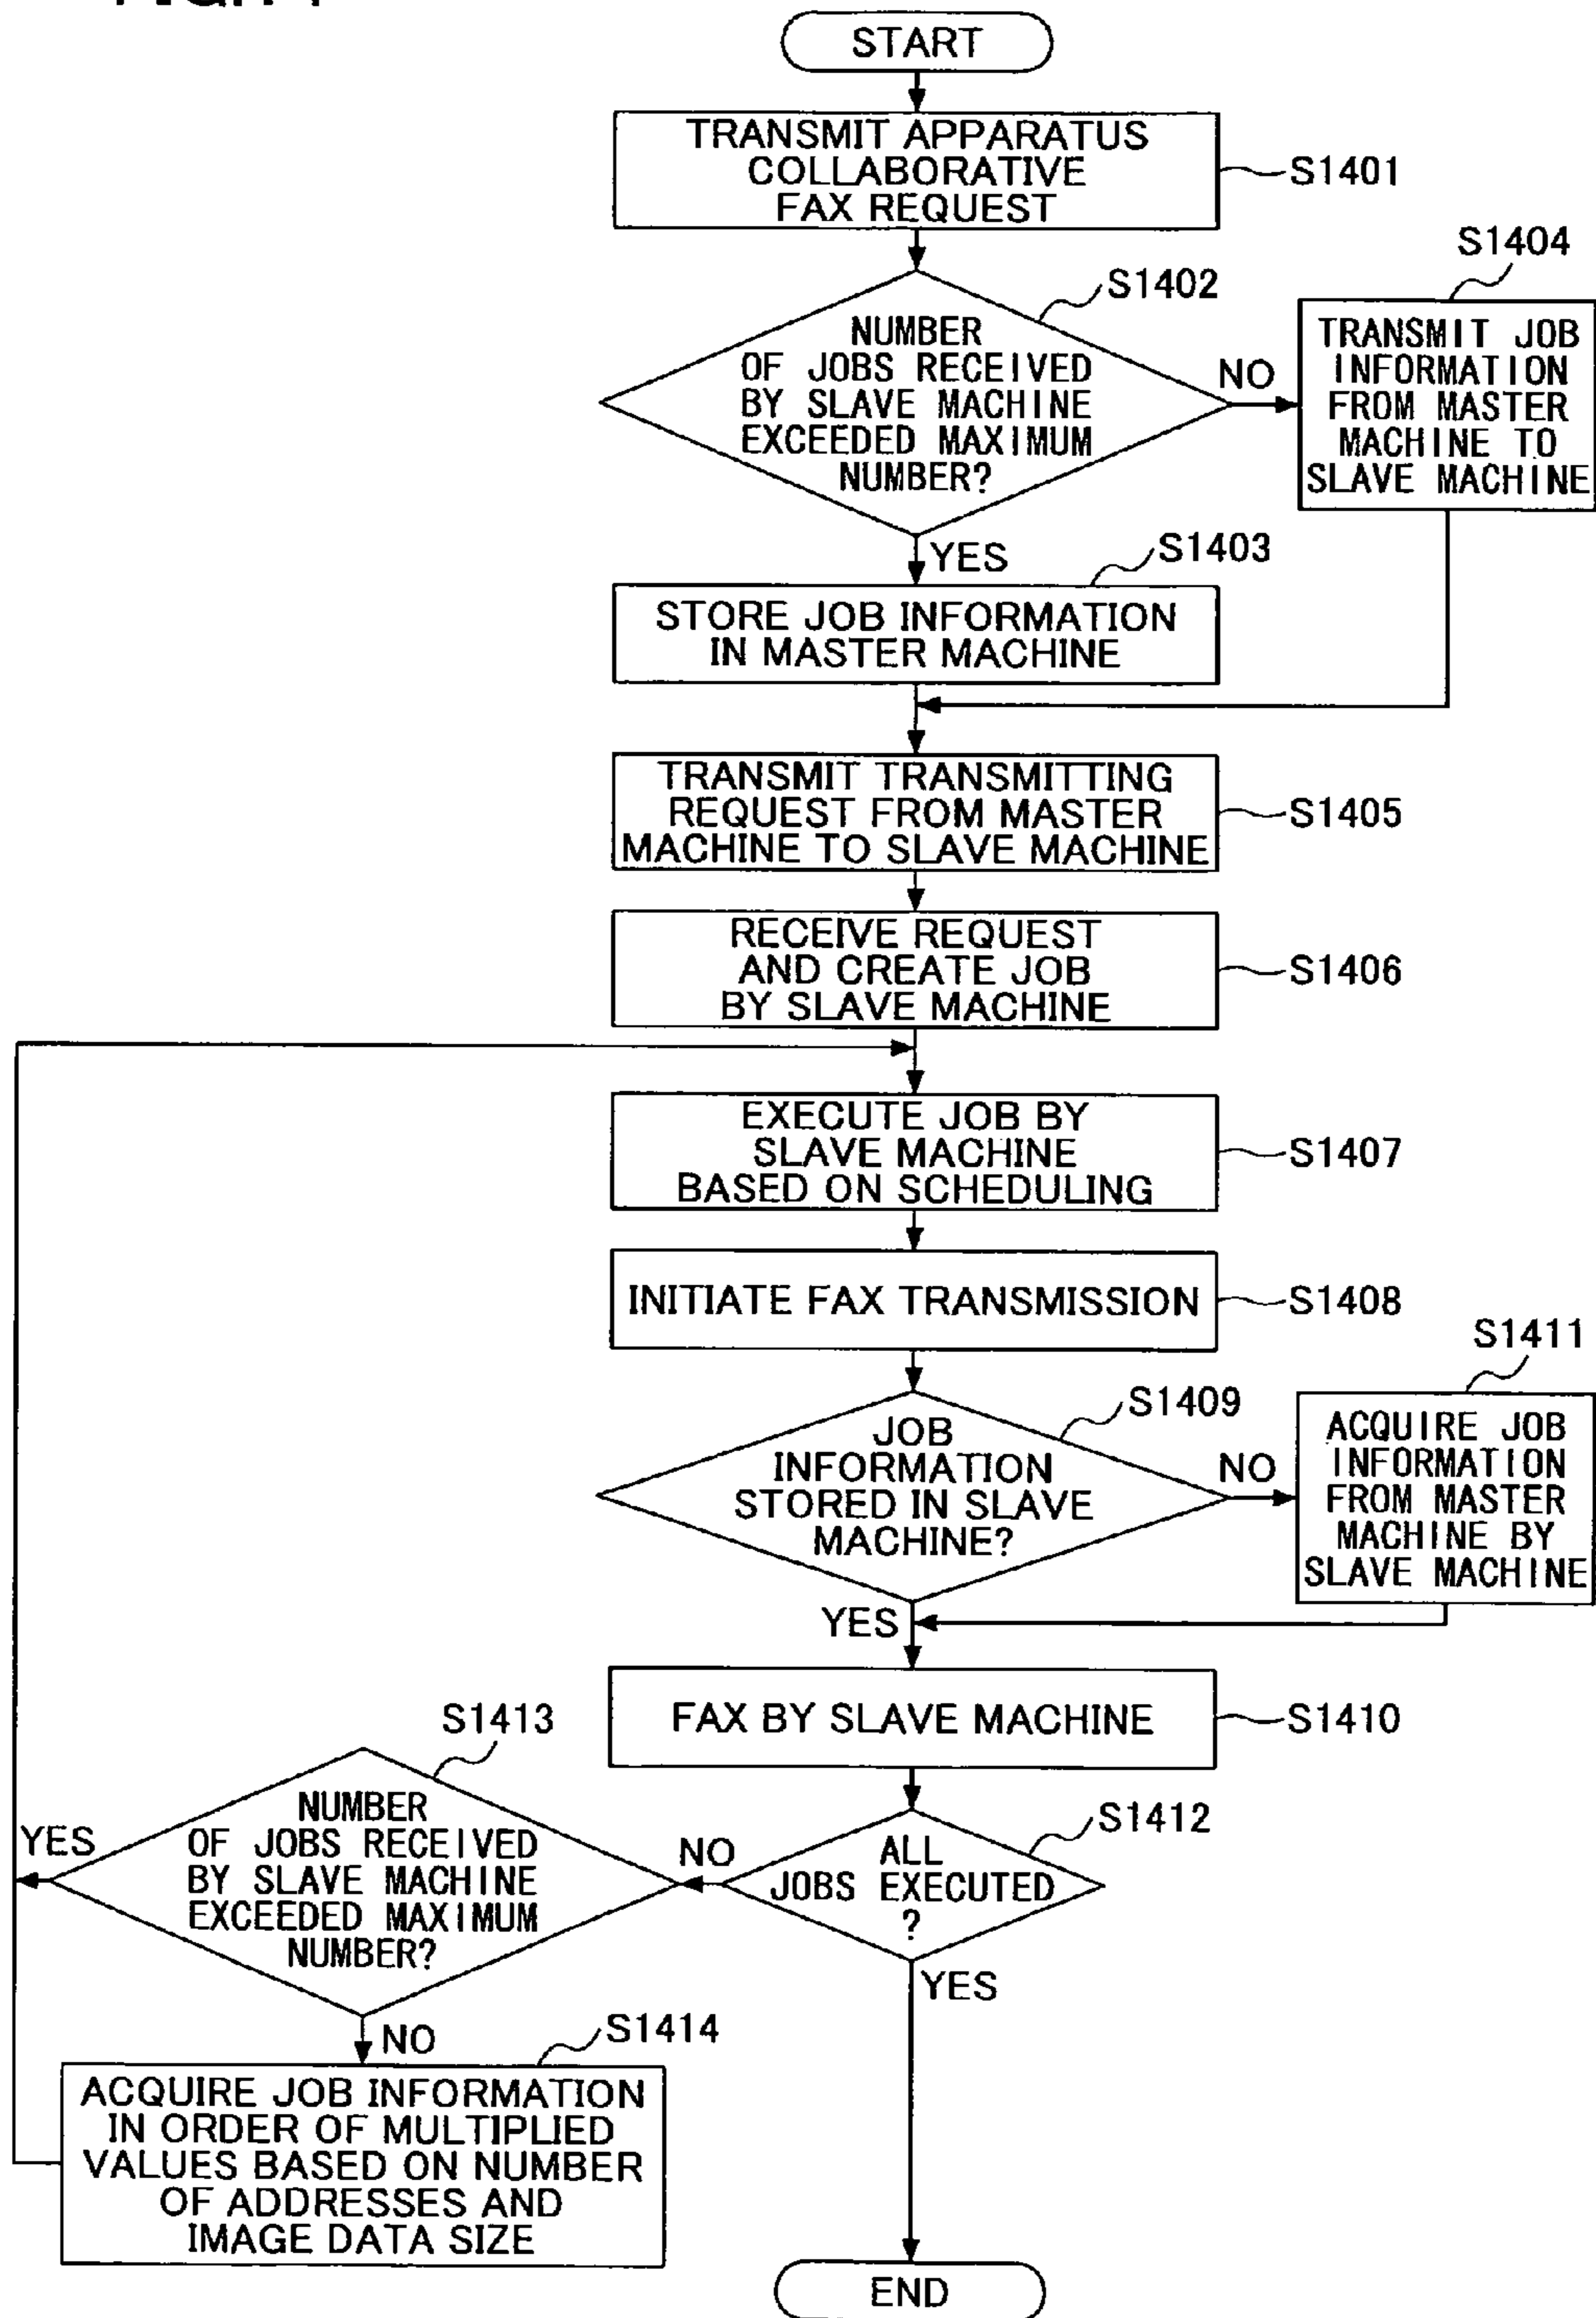 START
TRANSMIT APPARATUS
COLLABORATIVE
FAX REQUEST
S1401
S1402
NUMBER
OF JOBS RECEIVED
BY SLAVE MACHINE
EXCEEDED MAXIMUM
NUMBER?
NO
S1404
TRANSMIT JOB
INFORMATION
FROM MASTER
MACHINE TO
SLAVE MACHINE
YES
S1403
STORE JOB INFORMATION
IN MASTER MACHINE
TRANSMIT TRANSMITTING
REQUEST FROM MASTER
MACHINE TO SLAVE MACHINE
S1405
RECEIVE REQUEST
AND CREATE JOB
BY SLAVE MACHINE
S1406
EXECUTE JOB BY
SLAVE MACHINE
BASED ON SCHEDULING
S1407
INITIATE FAX TRANSMISSION
S1408
S1409
JOB
INFORMATION
STORED IN SLAVE
MACHINE?
NO
S1411
ACQUIRE JOB
INFORMATION
FROM MASTER
MACHINE BY
SLAVE MACHINE
YES
FAX BY SLAVE MACHINE
S1410
S1412
ALL
JOBS EXECUTED
?
NO
YES
S1413
NUMBER
OF JOBS RECEIVED
BY SLAVE MACHINE
EXCEEDED MAXIMUM
NUMBER?
YES
NO
S1414
ACQUIRE JOB INFORMATION
IN ORDER OF MULTIPLIED
VALUES BASED ON NUMBER
OF ADDRESSES AND
IMAGE DATA SIZE
END